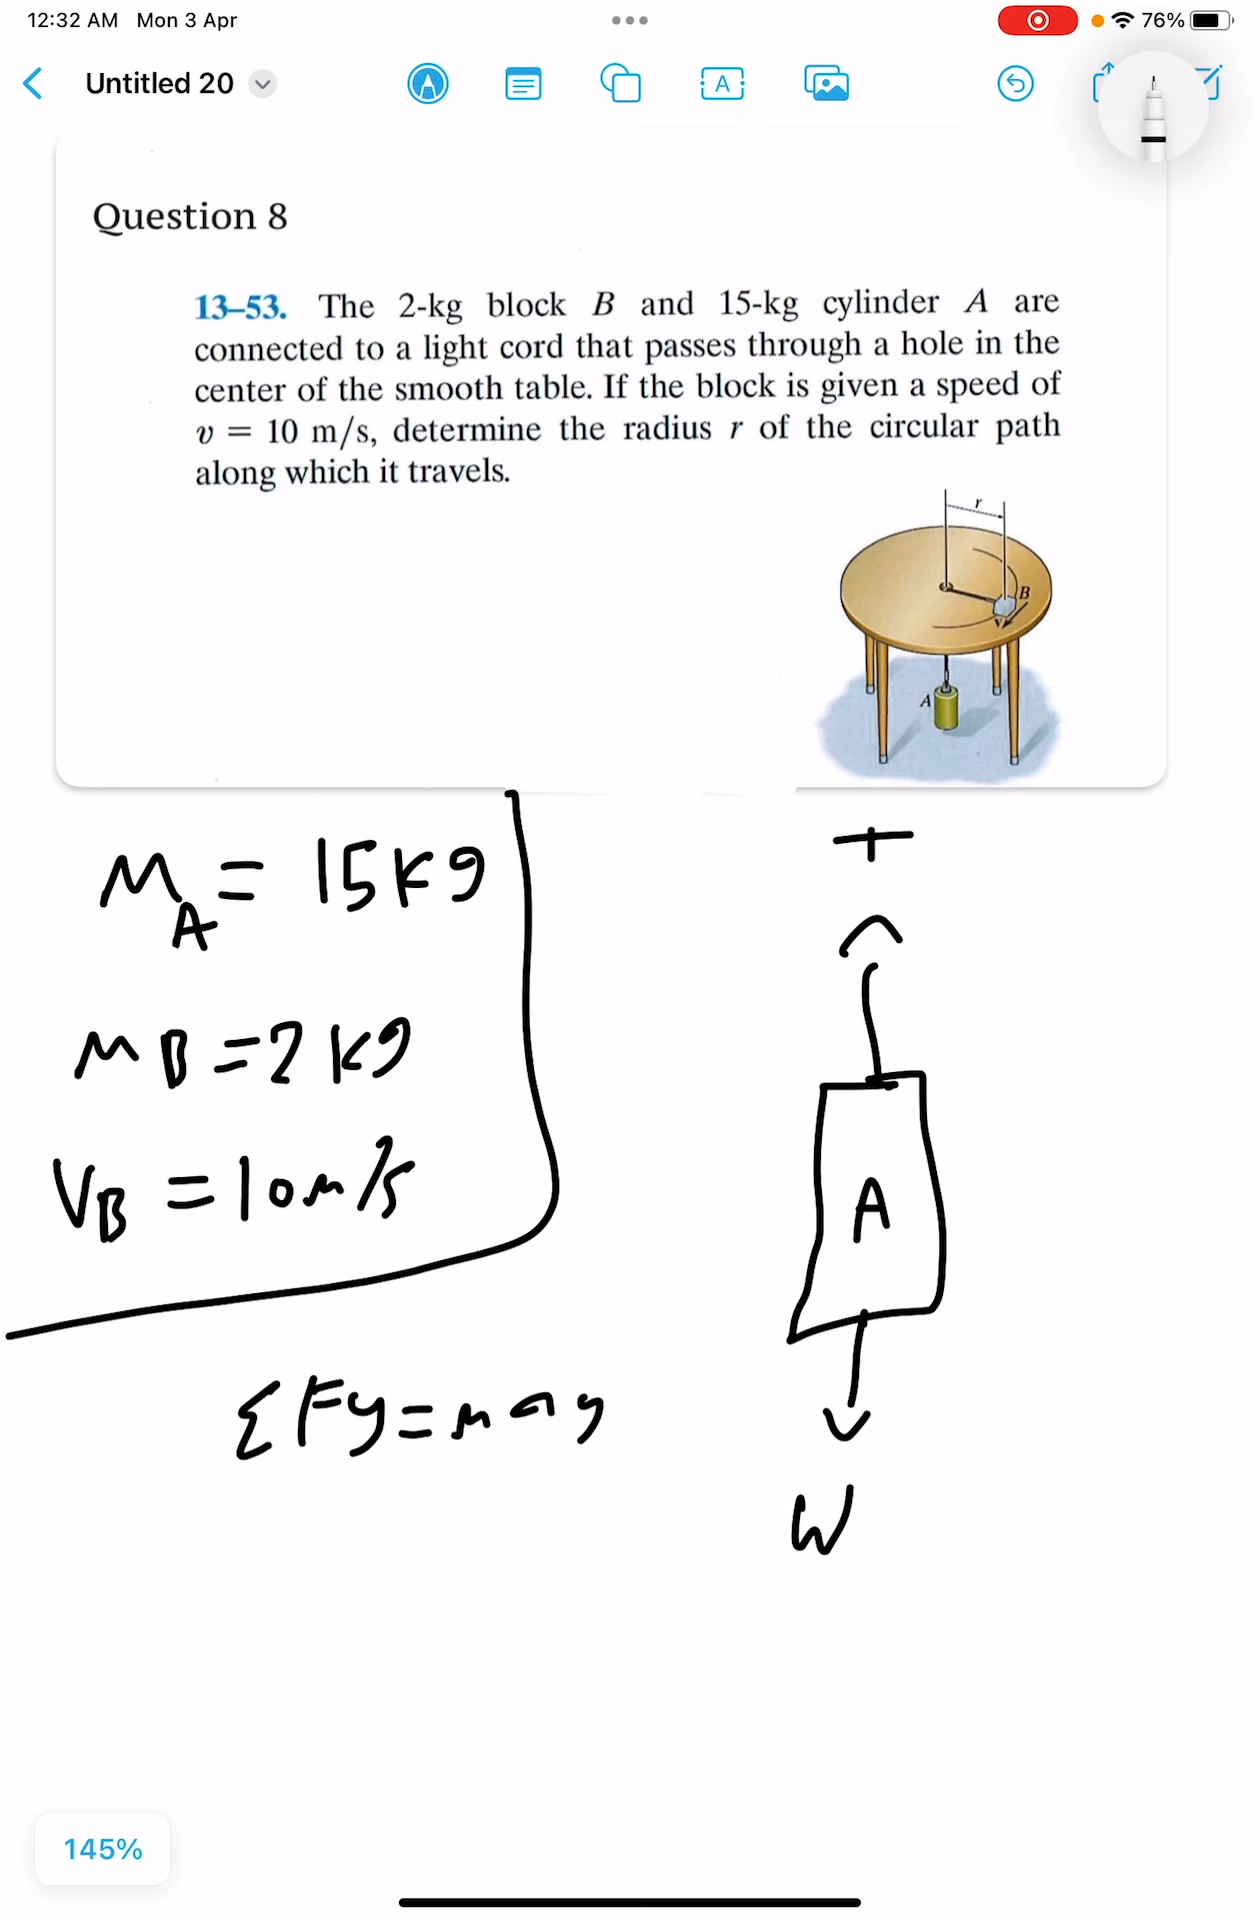 12:32 AM Mon 3 Apr
76%
Untitled 20
A
Question 8
13–53. The 2-kg block B and 15-kg cylinder A are
connected to a light cord that passes through a hole in the
center of the smooth table. If the block is given a speed of
v = 10 m/s, determine the radius r of the circular path
along which it travels.
r
B
v
A
MA = 15kg
T
MB = 2kg
A
VB = 10m/s
ΣFy = may
W
145%